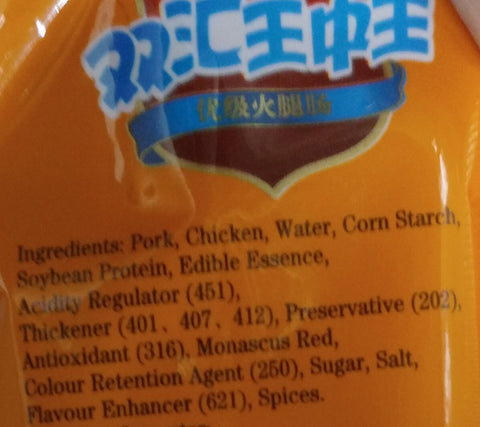 双汇王中王
优级火腿肠
Ingredients: Pork, Chicken, Water, Corn Starch,
Soybean Protein, Edible Essence,
Acidity Regulator (451),
Thickener (401、407、412), Preservative (202),
Antioxidant (316), Monascus Red,
Colour Retention Agent (250), Sugar, Salt,
Flavour Enhancer (621), Spices.